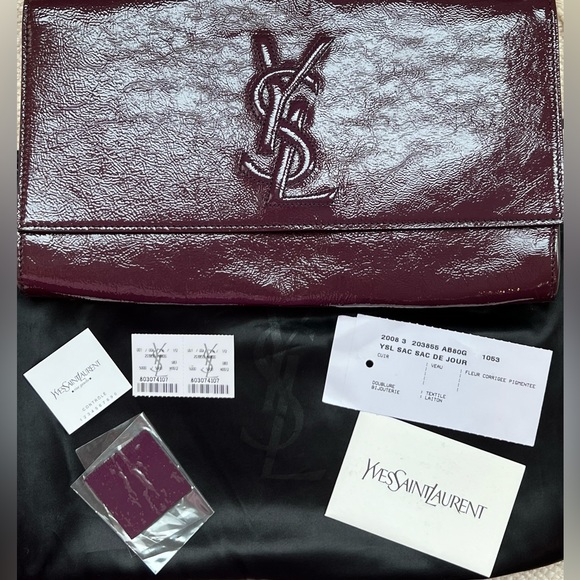 YSL
YvesSaintLaurent
803074107 803074107
2008 3 203855 AB80G 1053
YSL SAC SAC DE JOUR
CUIR VEAU FLEUR CORRIGEE PIGMENTEE
DOUBLURE : TEXTILE
BIJOUTERIE : LAITON
YSL
YvesSaintLaurent